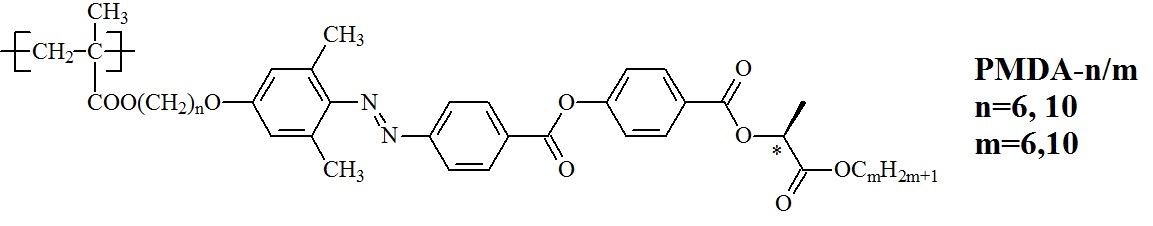 CH₃
CH₂ C
COO(CH₂)ₙO
CH₃
CH₃
N
N
O
O
O
O
*
O
OCₘH₂ₘ₊₁
PMDA-n/m
n=6, 10
m=6,10